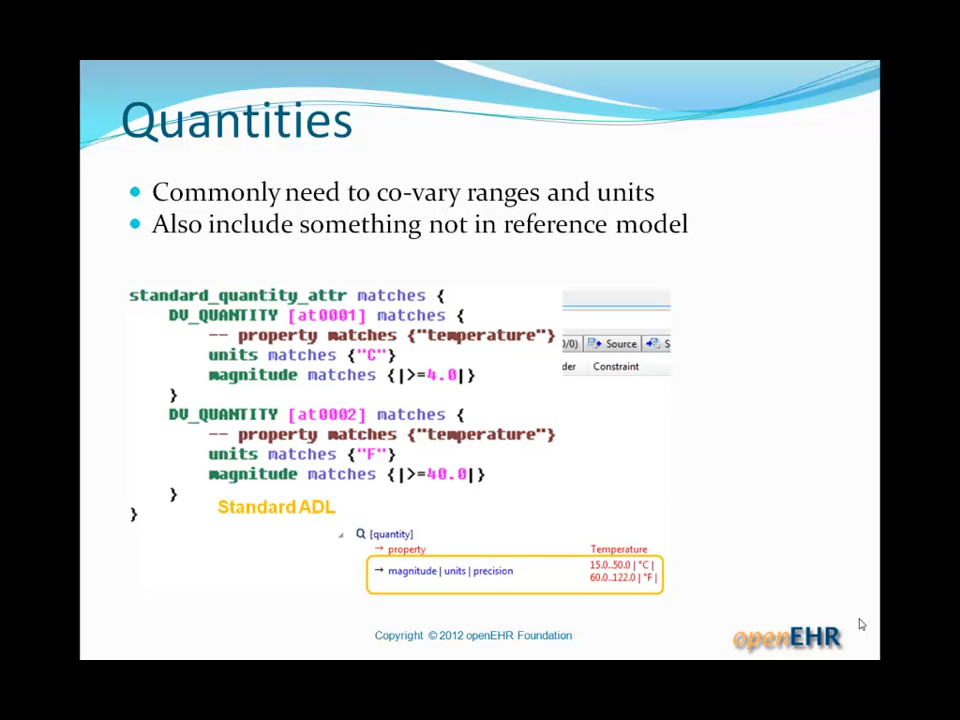 Quantities
Commonly need to co-vary ranges and units
Also include something not in reference model
standard_quantity_attr matches {
DV_QUANTITY [at0001] matches {
-- property matches {"temperature"}
units matches {"C"}
magnitude matches {|>=4.0|}
}
DV_QUANTITY [at0002] matches {
-- property matches {"temperature"}
units matches {"F"}
magnitude matches {|>=40.0|}
}
}
Standard ADL
0/0) Source S
der Constraint
[quantity]
property Temperature
magnitude | units | precision 15.0..50.0 | °C |
60.0..122.0 | °F |
Copyright © 2012 openEHR Foundation
openEHR